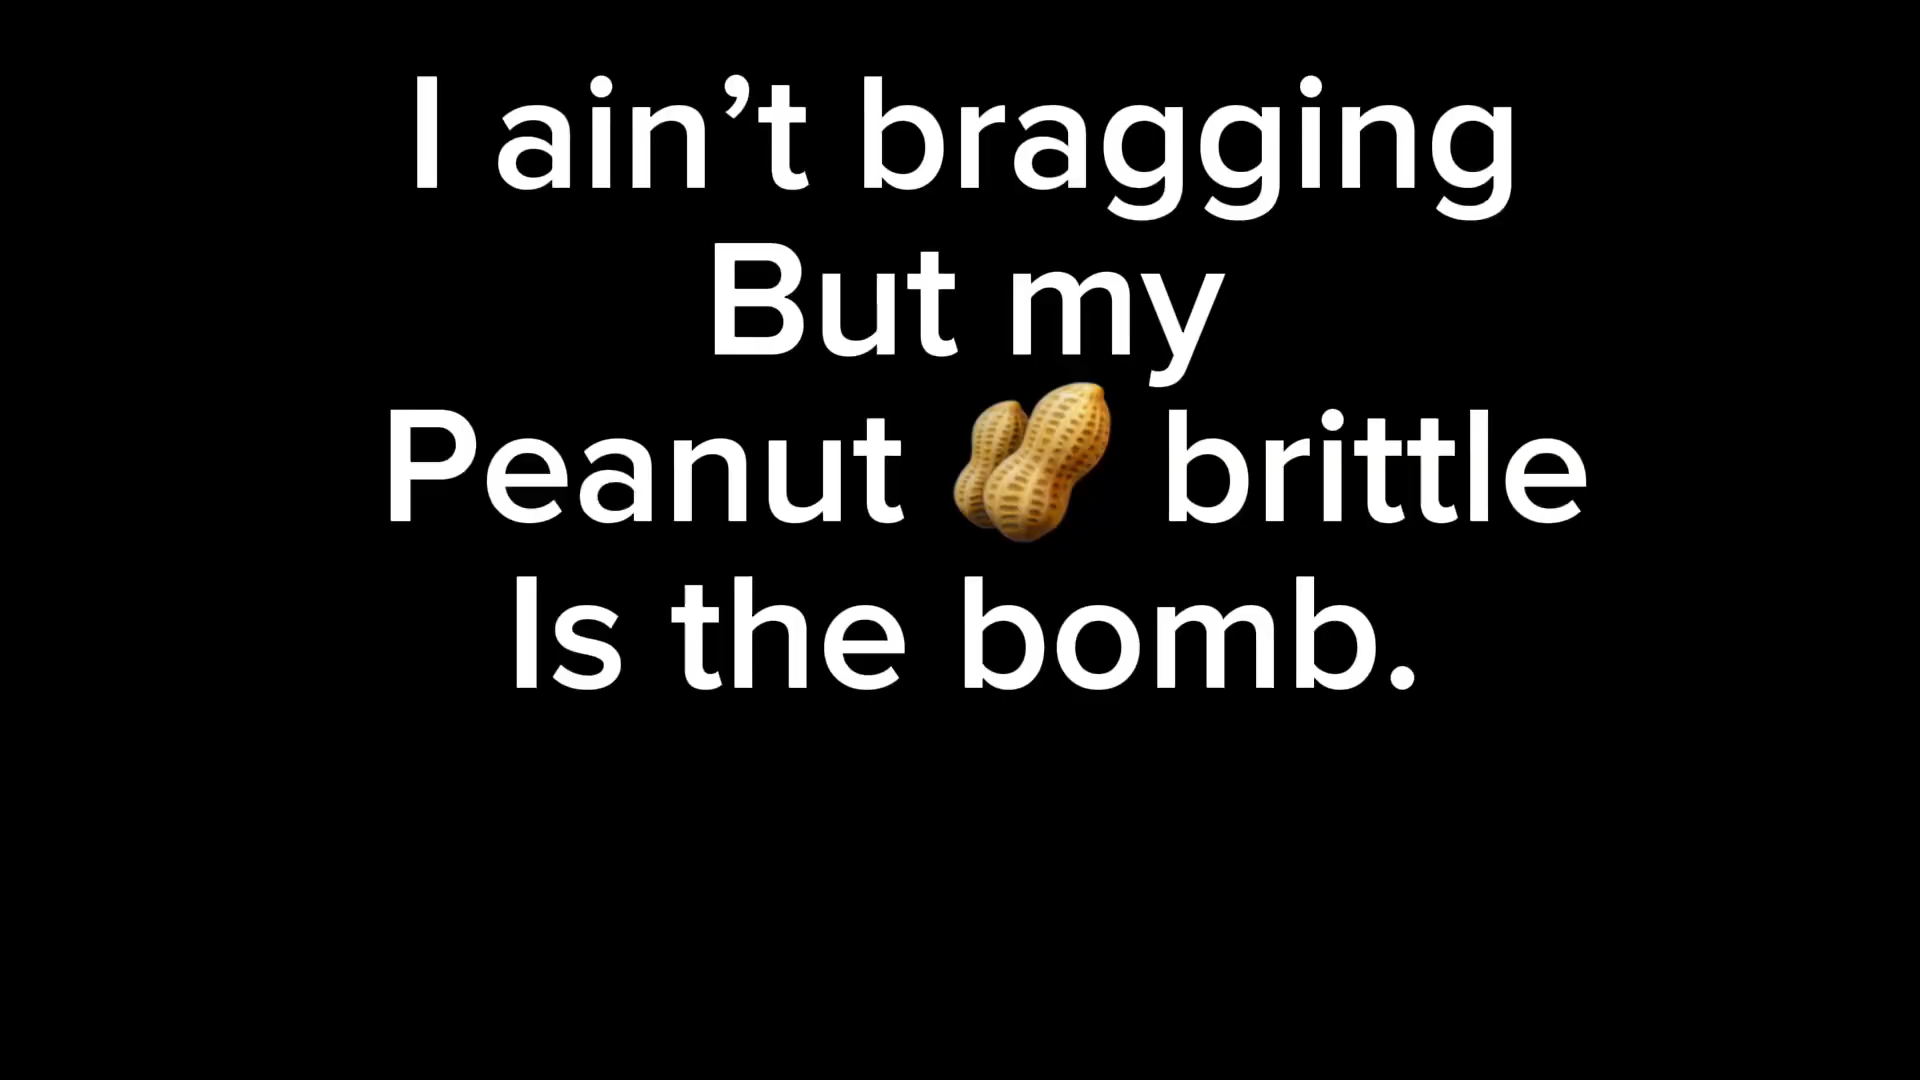 I ain’t bragging
But my
Peanut 🥜 brittle
Is the bomb.